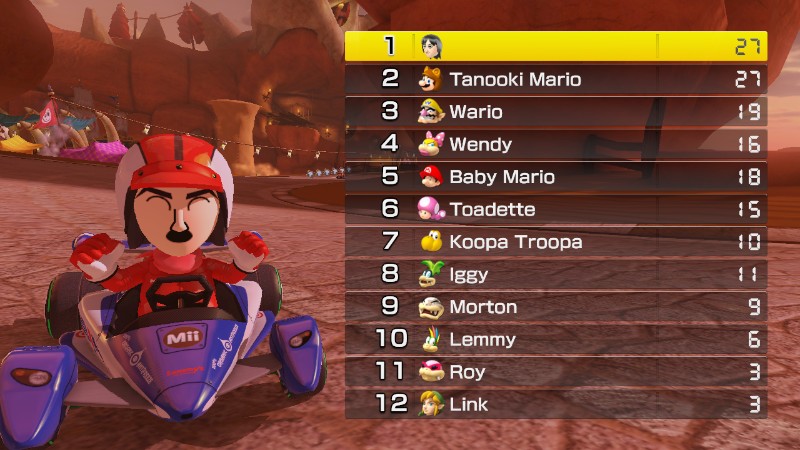 1 27
2 Tanooki Mario 27
3 Wario 19
4 Wendy 16
5 Baby Mario 18
6 Toadette 15
7 Koopa Troopa 10
8 Iggy 11
9 Morton 9
10 Lemmy 6
11 Roy 3
12 Link 3
Mii